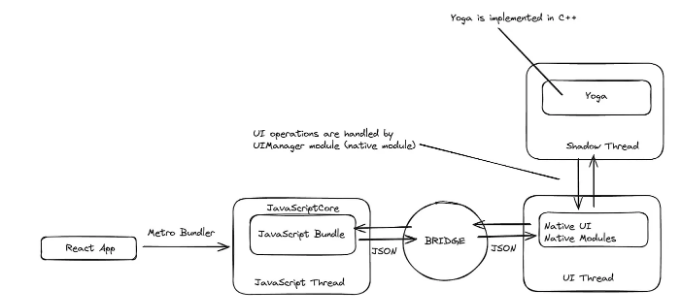 Yoga is implemented in C++
Yoga
Shadow Thread
UI operations are handled by
UIManager module (native module)
JavaScriptCore
JavaScript Bundle
JavaScript Thread
React App
Metro Bundler
JSON
BRIDGE
JSON
Native UI
Native Modules
UI Thread